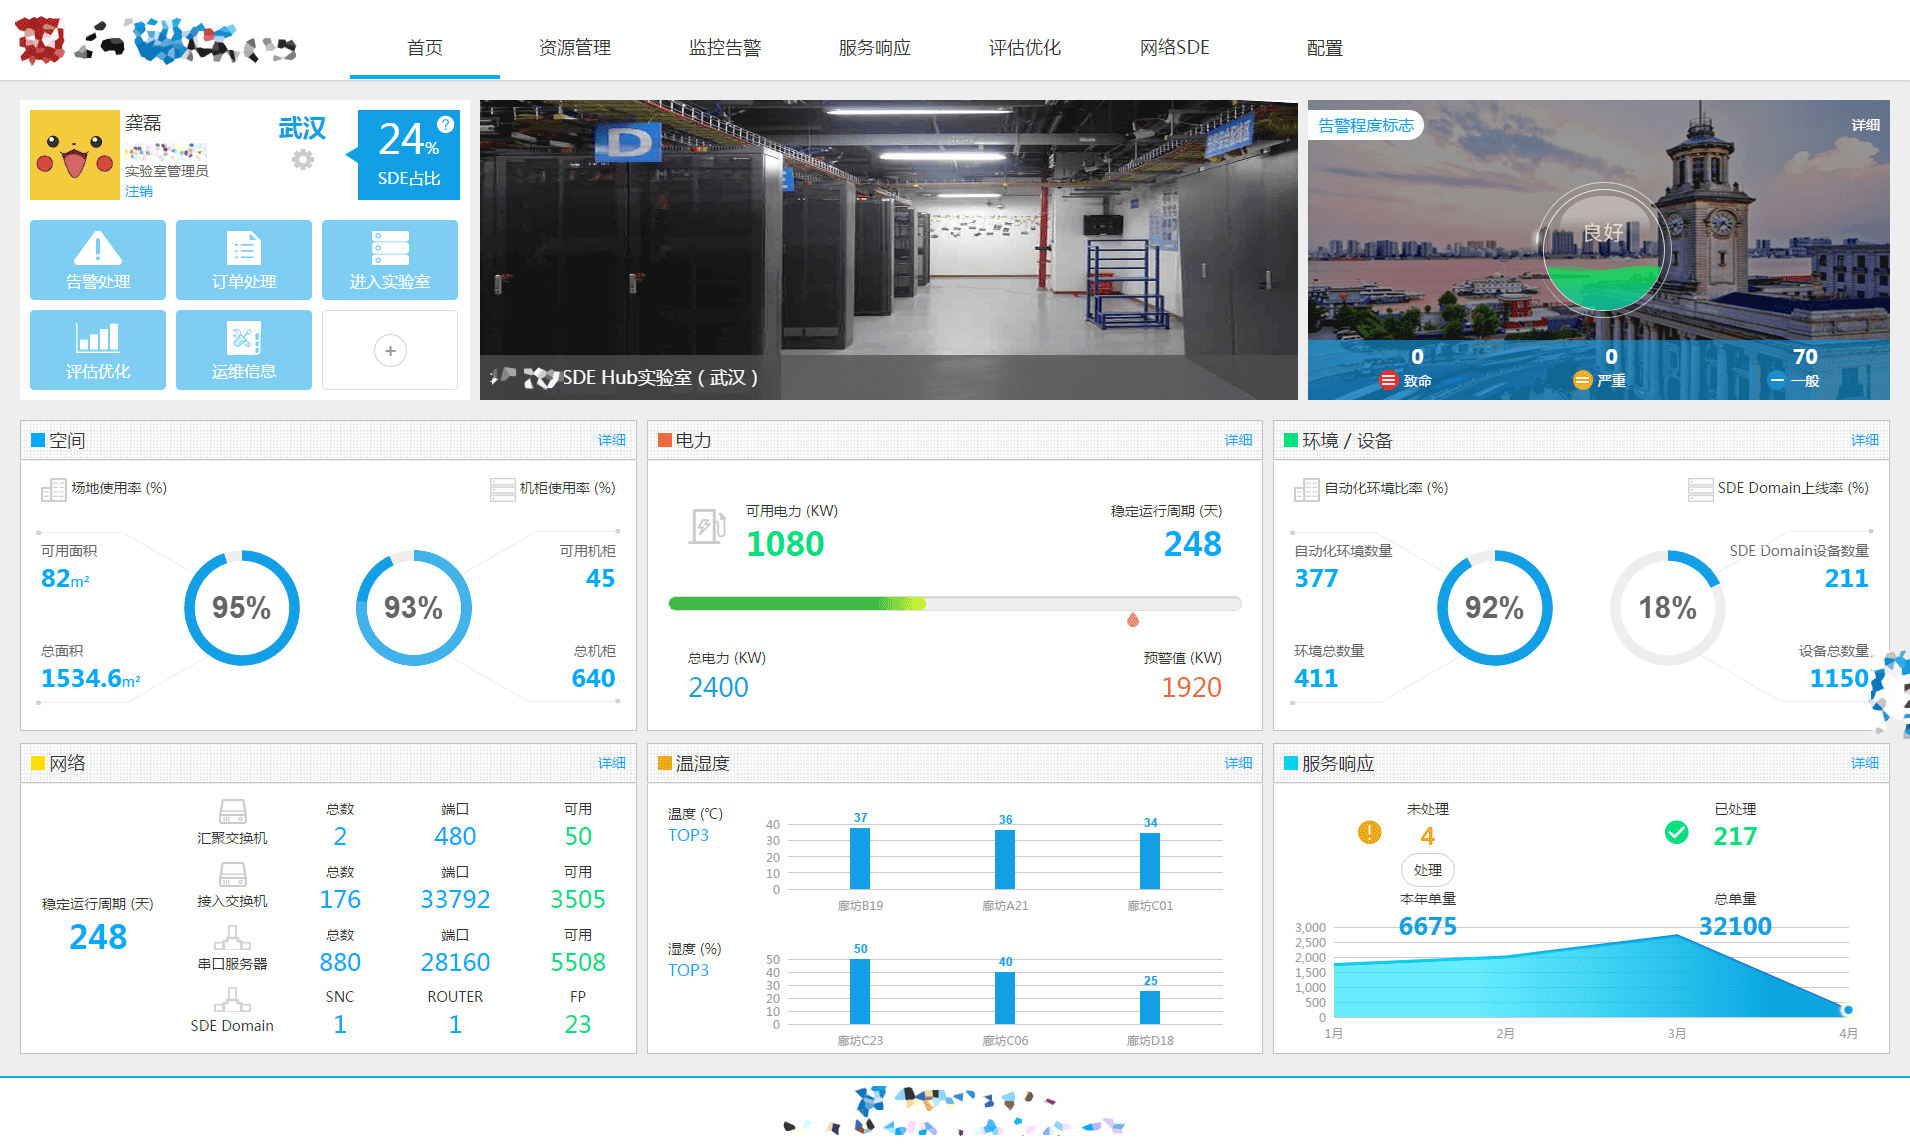 首页 资源管理 监控告警 服务响应 评估优化 网络SDE 配置
龚磊
实验室管理员
注销
武汉
24%
?
SDE占比
告警处理 订单处理 进入实验室
评估优化 运维信息 +
D
SDE Hub实验室（武汉）
告警程度标志 详细
良好
0 0 70
致命 严重 一般
空间 详细
场地使用率 (%) 机柜使用率 (%)
可用面积 可用机柜
82m² 45
95% 93%
总面积 总机柜
1534.6m² 640
电力 详细
可用电力 (KW) 稳定运行周期 (天)
1080 248
总电力 (KW) 预警值 (KW)
2400 1920
环境 / 设备 详细
自动化环境比率 (%) SDE Domain上线率 (%)
自动化环境数量 SDE Domain设备数量
377 211
92% 18%
环境总数量 设备总数量
411 1150
网络 详细
稳定运行周期 (天)
248
总数 端口 可用
汇聚交换机 2 480 50
总数 端口 可用
接入交换机 176 33792 3505
总数 端口 可用
串口服务器 880 28160 5508
SNC ROUTER FP
SDE Domain 1 1 23
温湿度 详细
温度 (℃)
TOP3
37 36 34
40
30
20
10
0
廊坊B19 廊坊A21 廊坊C01
湿度 (%)
TOP3
50 40 25
50
40
30
20
10
0
廊坊C23 廊坊C06 廊坊D18
服务响应 详细
未处理 已处理
4 217
处理
本年单量 总单量
6675 32100
3,000
2,500
2,000
1,500
1,000
500
0
1月 2月 3月 4月